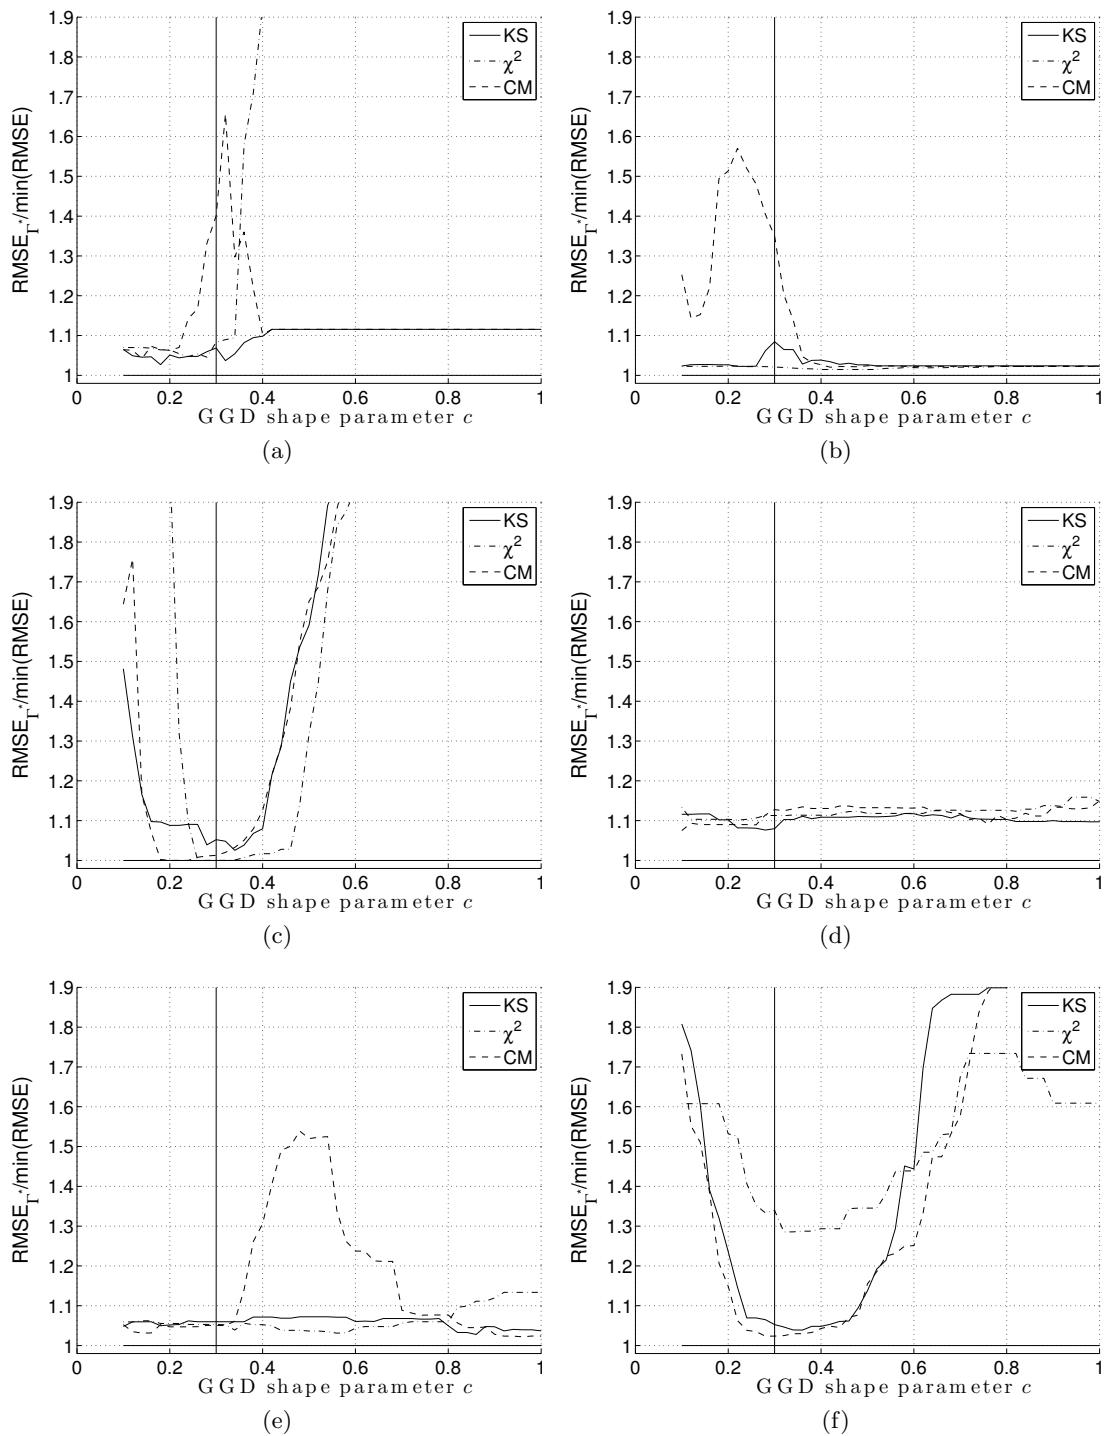 1.9
1.8
1.7
1.6
1.5
1.4
1.3
1.2
1.1
1
RMSE_Γ*/min(RMSE)
KS
χ²
CM
0 0.2 0.4 0.6 0.8 1
GGD shape parameter c
(a)
1.9
1.8
1.7
1.6
1.5
1.4
1.3
1.2
1.1
1
RMSE_Γ*/min(RMSE)
KS
χ²
CM
0 0.2 0.4 0.6 0.8 1
GGD shape parameter c
(b)
1.9
1.8
1.7
1.6
1.5
1.4
1.3
1.2
1.1
1
RMSE_Γ*/min(RMSE)
KS
χ²
CM
0 0.2 0.4 0.6 0.8 1
GGD shape parameter c
(c)
1.9
1.8
1.7
1.6
1.5
1.4
1.3
1.2
1.1
1
RMSE_Γ*/min(RMSE)
KS
χ²
CM
0 0.2 0.4 0.6 0.8 1
GGD shape parameter c
(d)
1.9
1.8
1.7
1.6
1.5
1.4
1.3
1.2
1.1
1
RMSE_Γ*/min(RMSE)
KS
χ²
CM
0 0.2 0.4 0.6 0.8 1
GGD shape parameter c
(e)
1.9
1.8
1.7
1.6
1.5
1.4
1.3
1.2
1.1
1
RMSE_Γ*/min(RMSE)
KS
χ²
CM
0 0.2 0.4 0.6 0.8 1
GGD shape parameter c
(f)